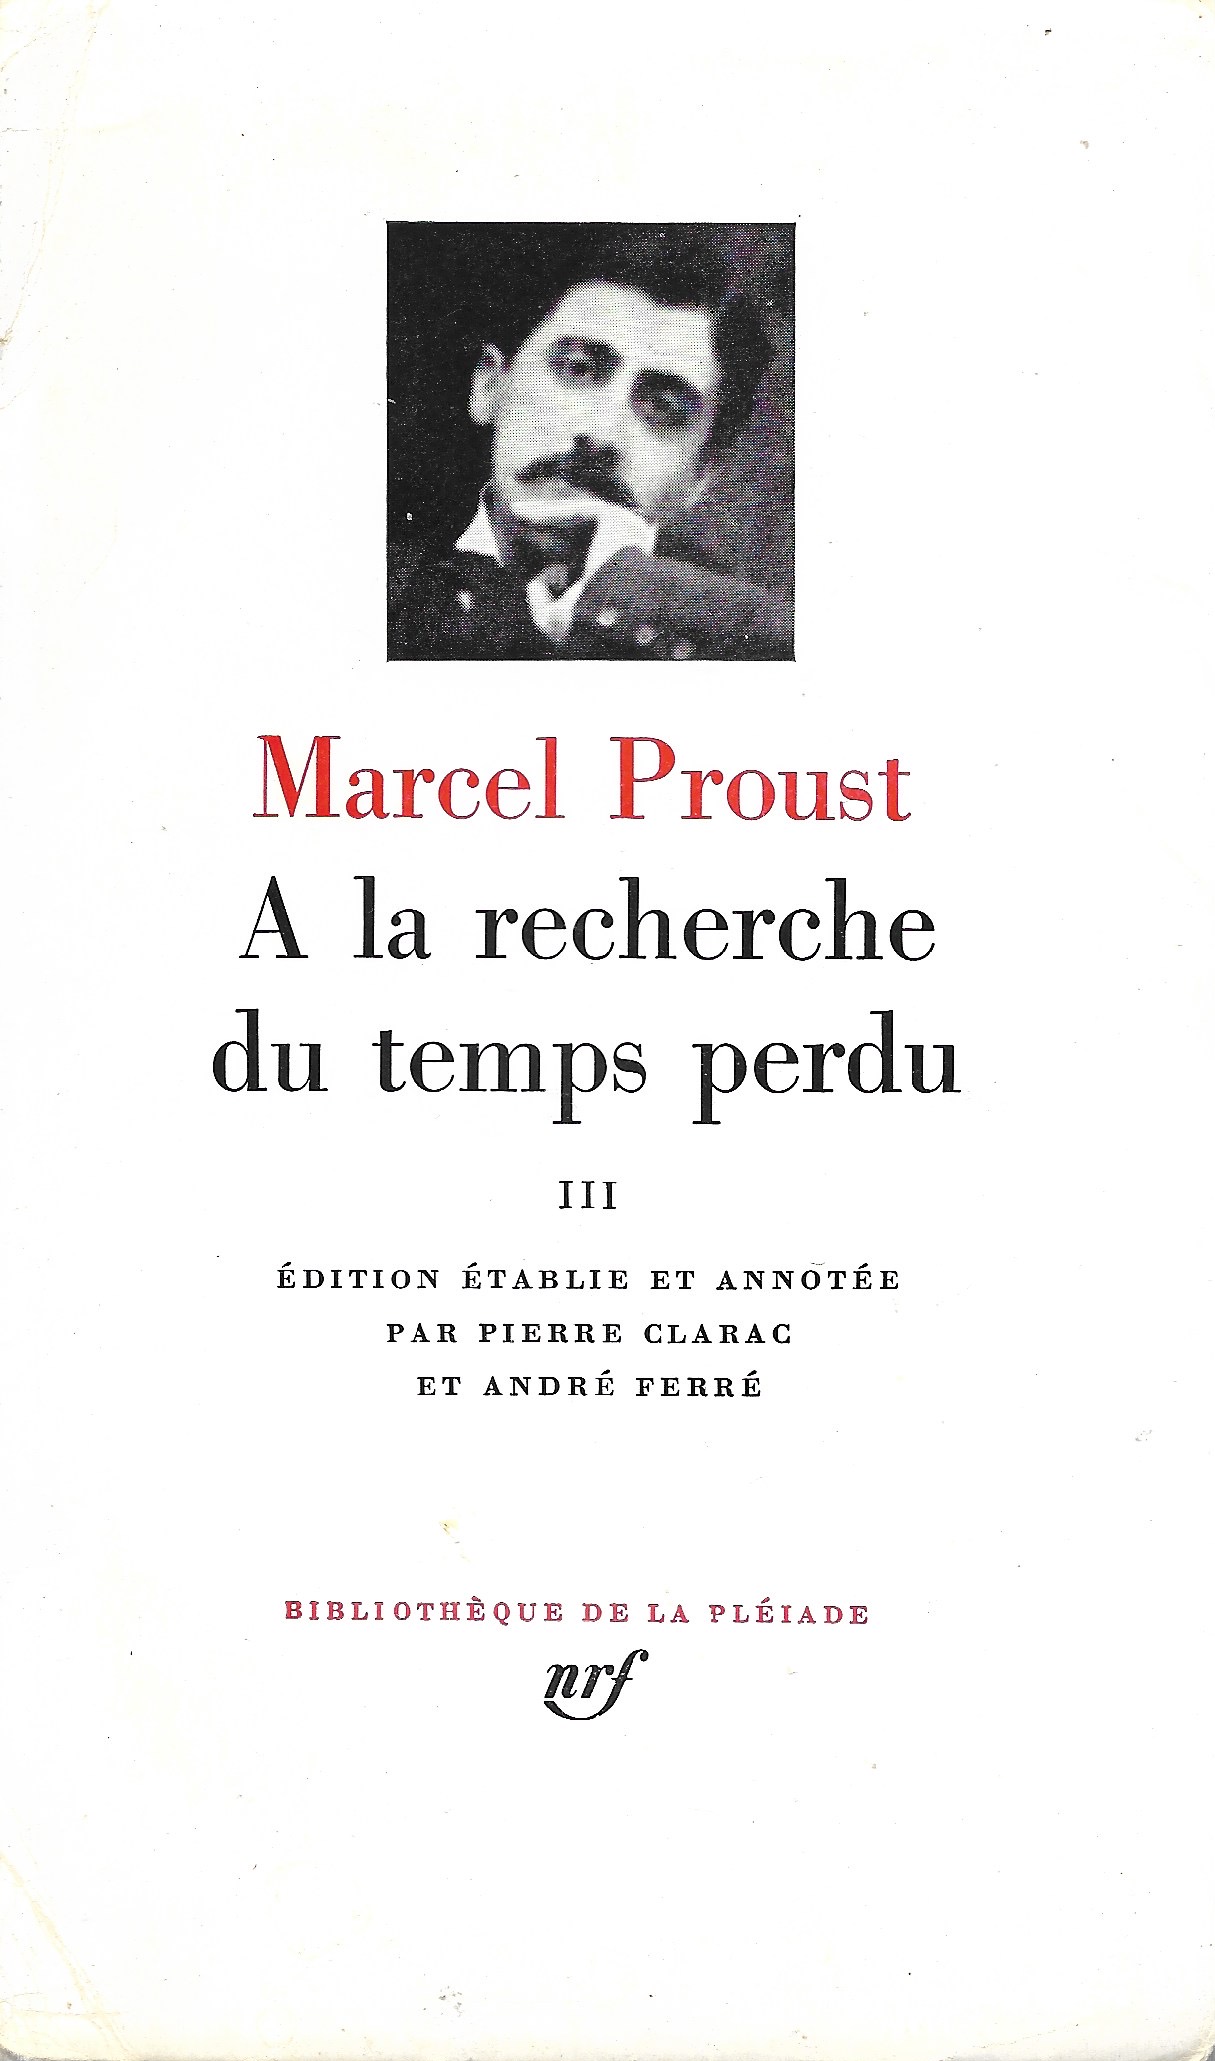 Marcel Proust
A la recherche
du temps perdu
III
ÉDITION ÉTABLIE ET ANNOTÉE
PAR PIERRE CLARAC
ET ANDRÉ FERRÉ
BIBLIOTHÈQUE DE LA PLÉIADE
nrf